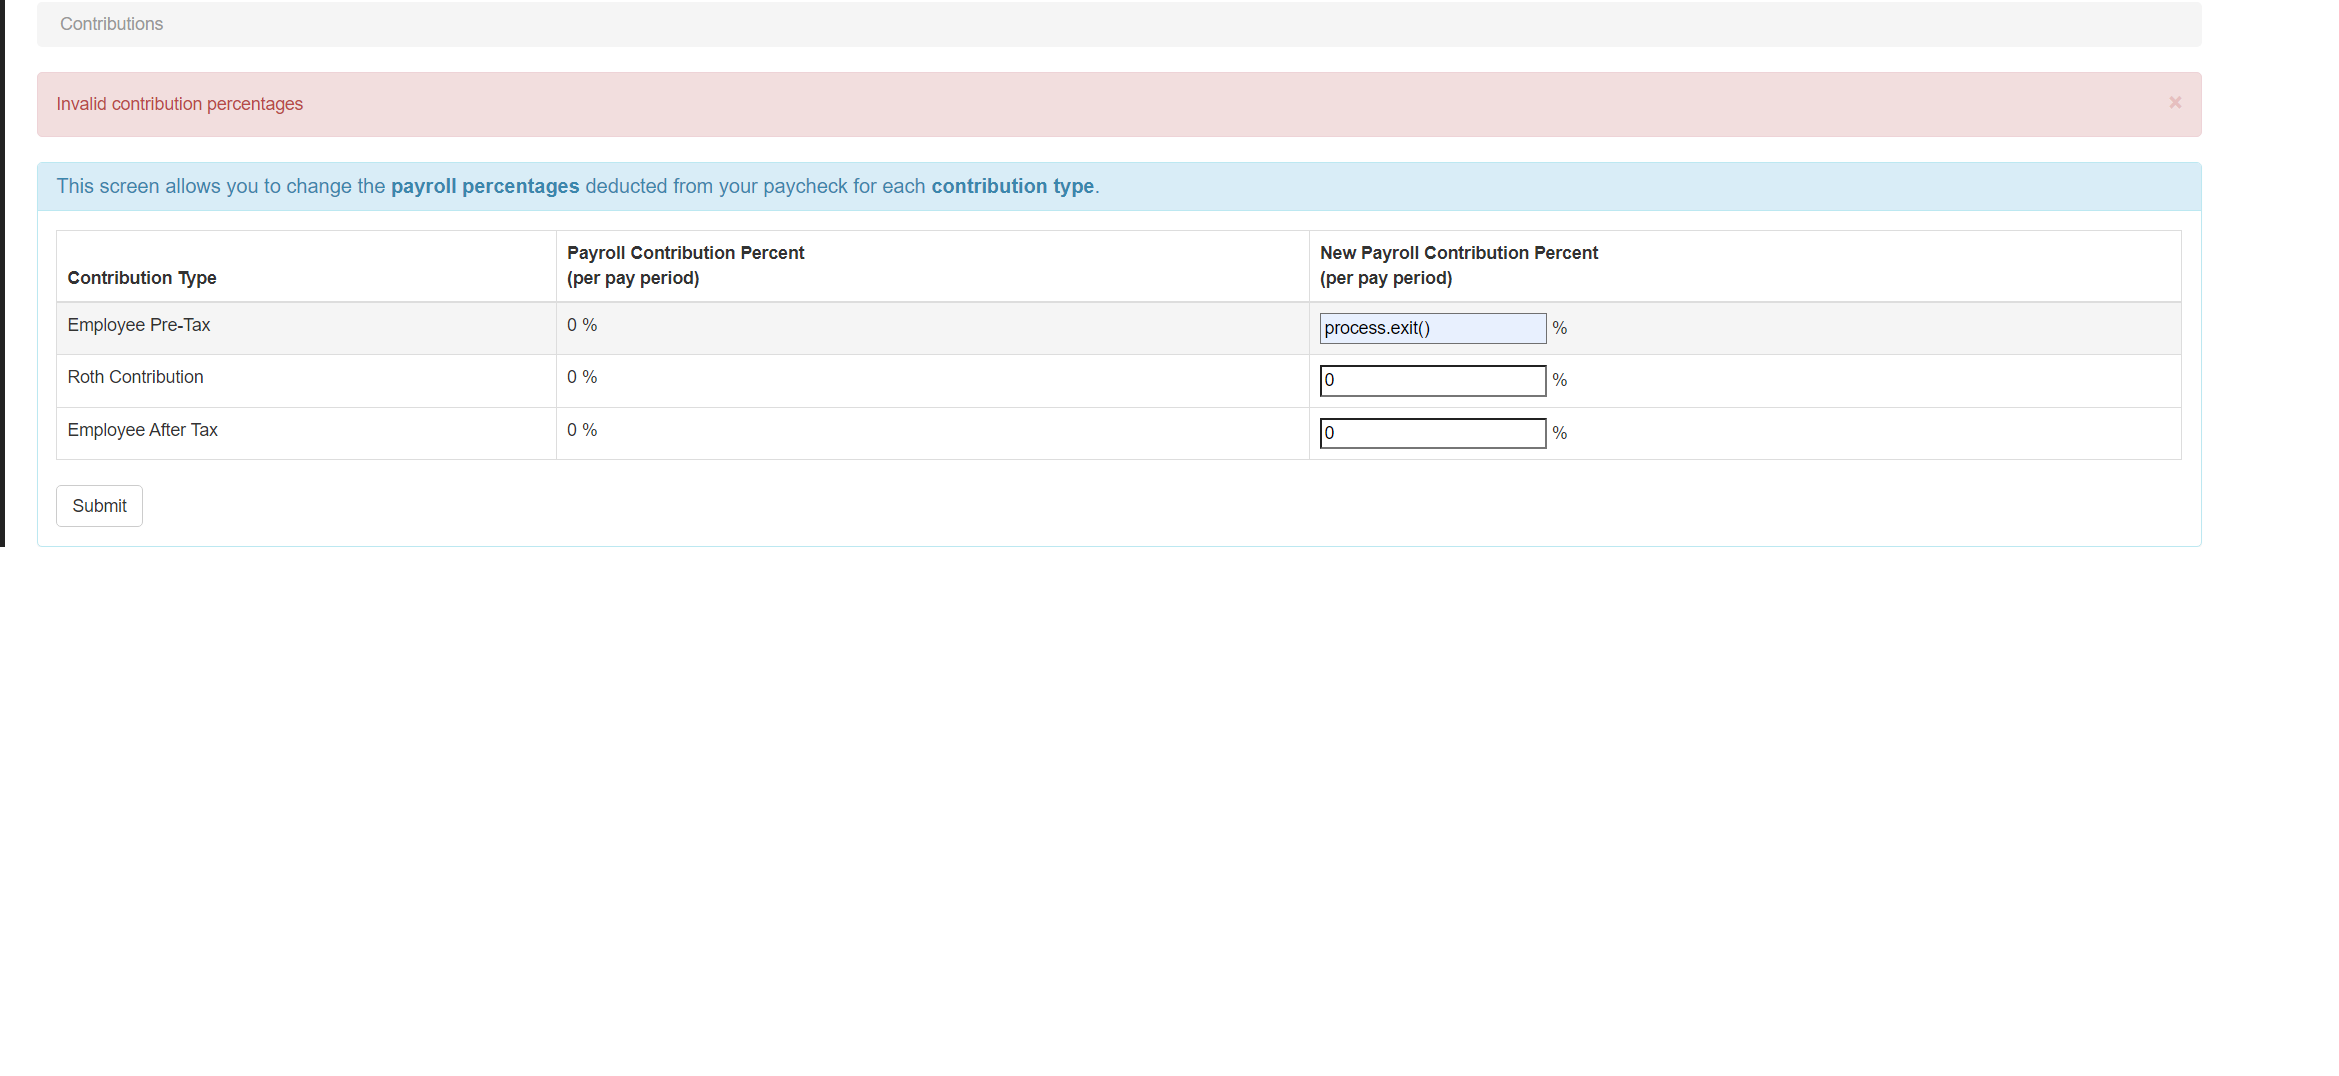 Contributions
Invalid contribution percentages
×
This screen allows you to change the payroll percentages deducted from your paycheck for each contribution type.
Contribution Type
Payroll Contribution Percent
(per pay period)
New Payroll Contribution Percent
(per pay period)
Employee Pre-Tax
0 %
process.exit() %
Roth Contribution
0 %
0 %
Employee After Tax
0 %
0 %
Submit